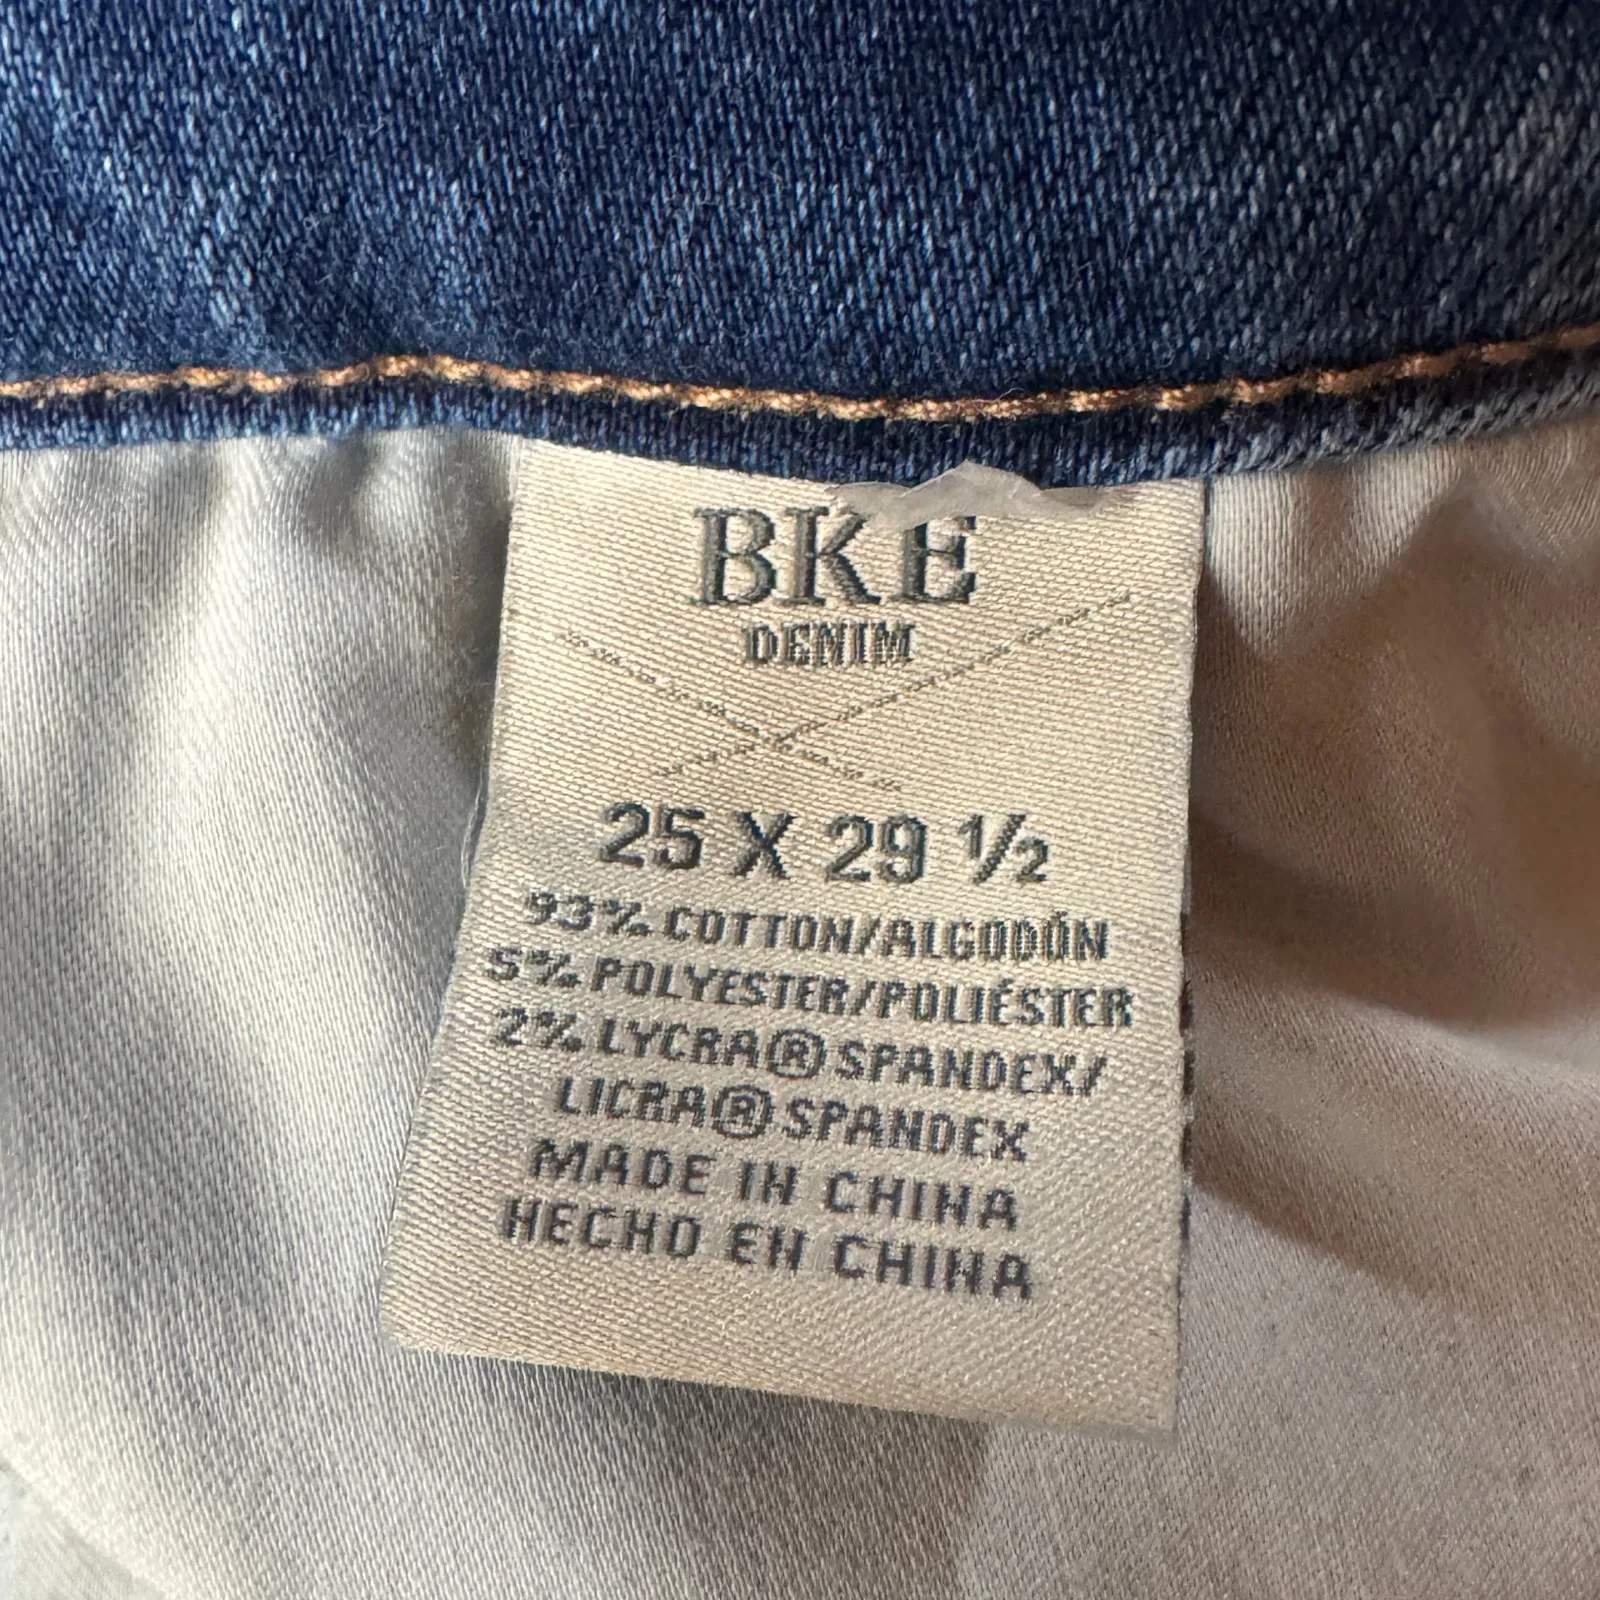 BKE
DENIM
25 X 29 ½
93% COTTON/ALGODÓN
5% POLYESTER/POLIÉSTER
2% LYCRA® SPANDEX/
LICRA® SPANDEX
MADE IN CHINA
HECHO EN CHINA